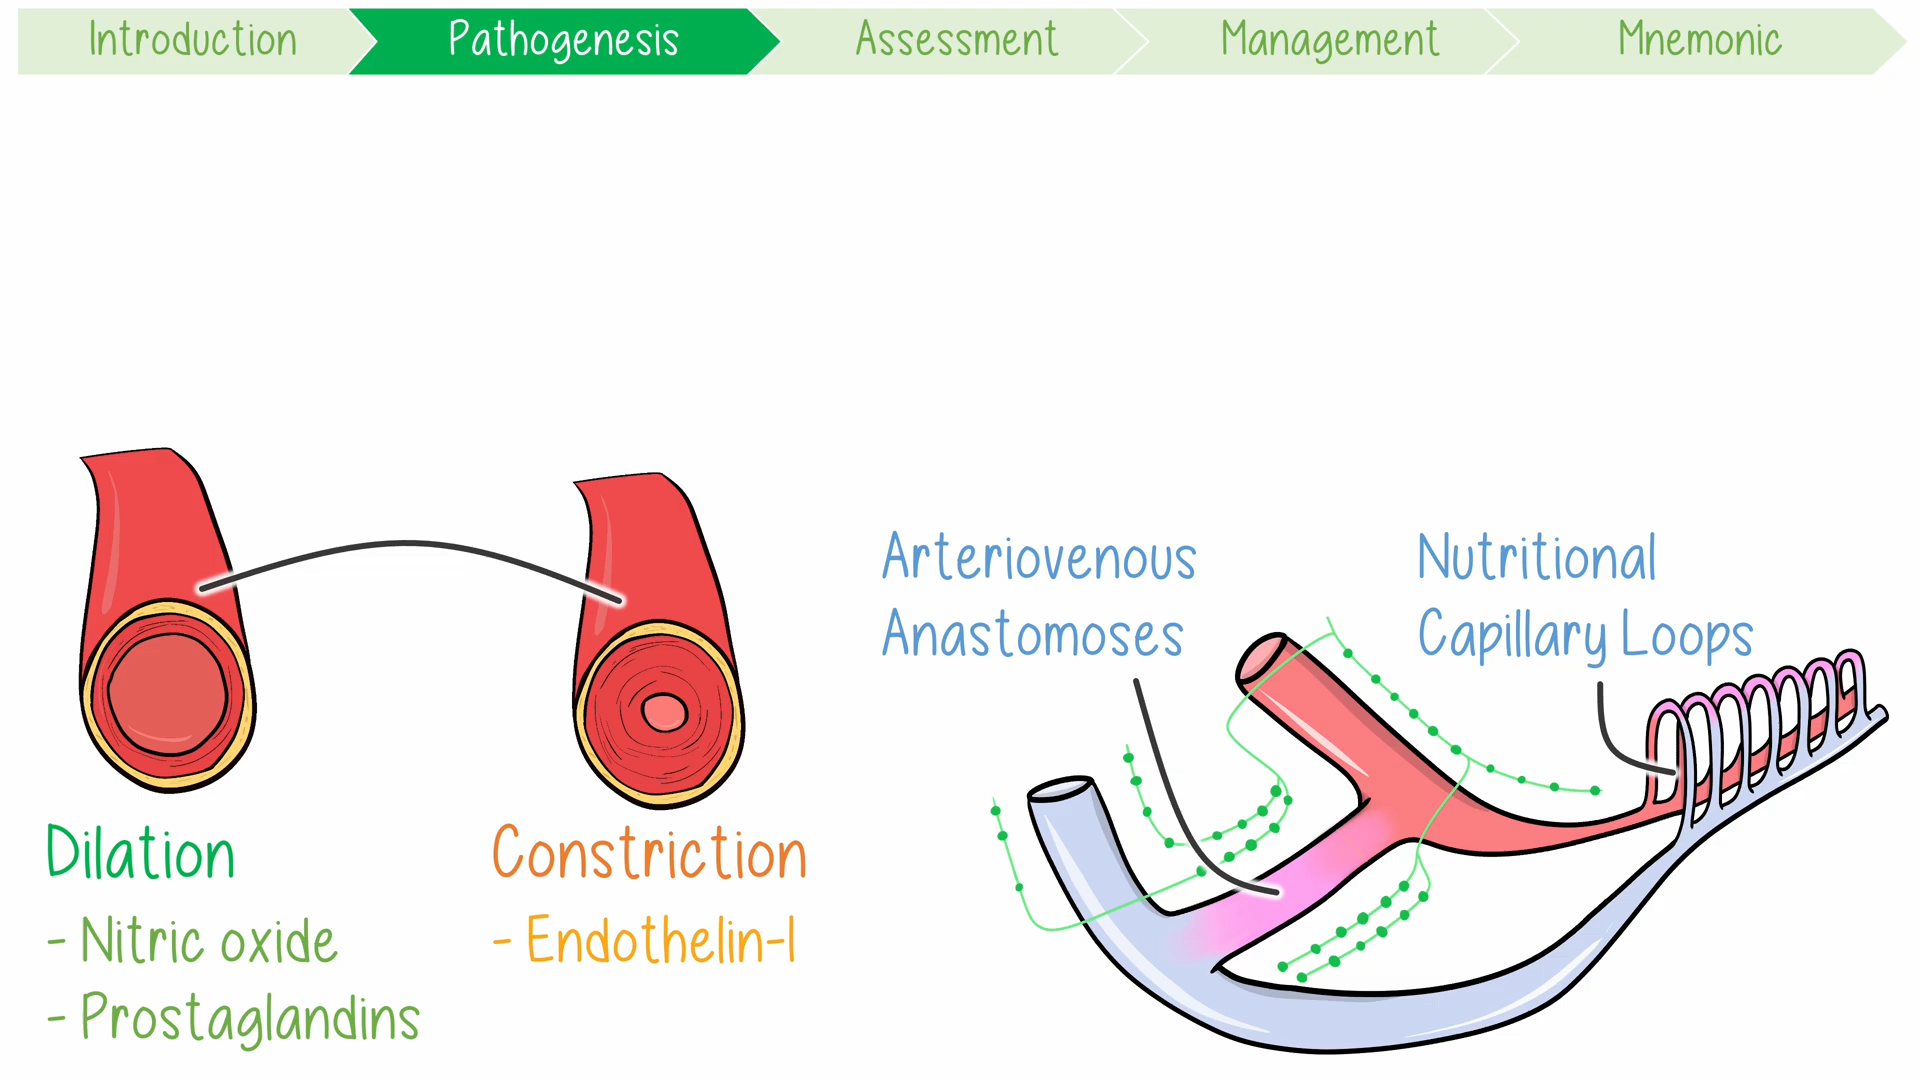 Introduction
Pathogenesis
Assessment
Management
Mnemonic
Dilation
- Nitric oxide
- Prostaglandins
Constriction
- Endothelin-1
Arteriovenous
Anastomoses
Nutritional
Capillary Loops